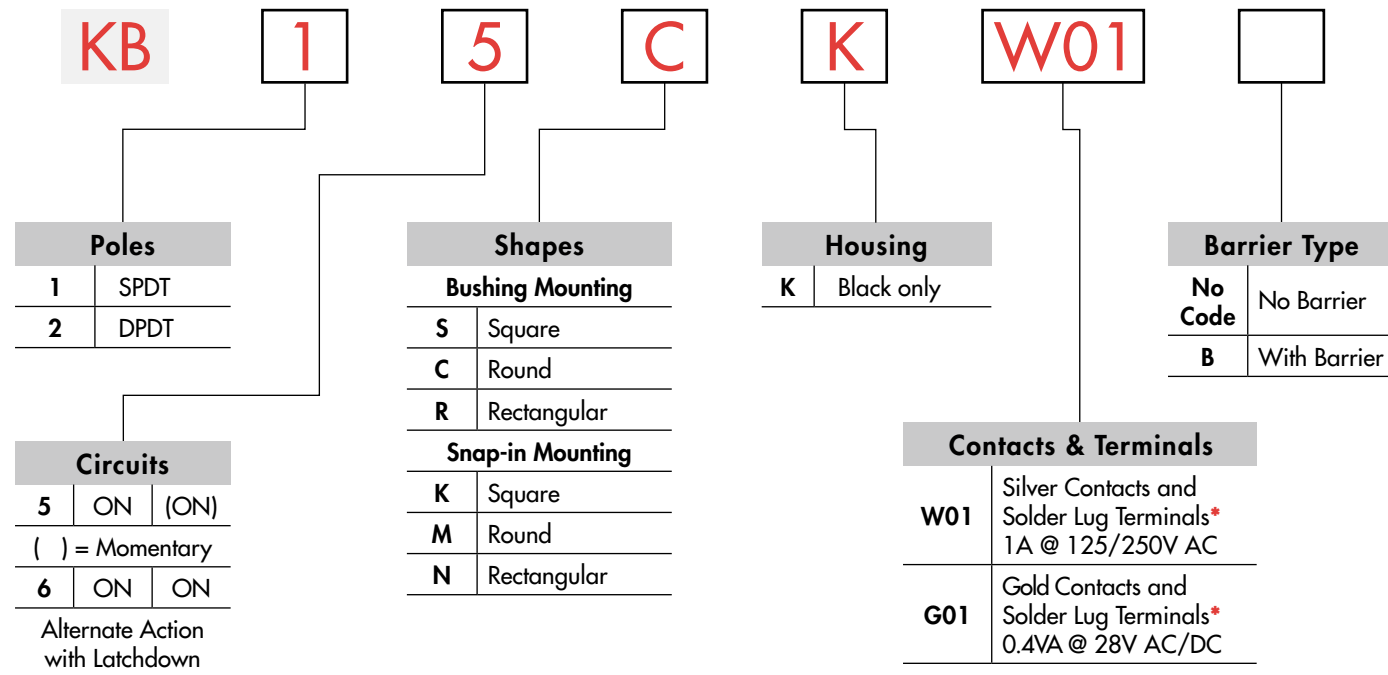 KB 1 5 C K W01
Poles
1 SPDT
2 DPDT
Circuits
5 ON (ON)
( ) = Momentary
6 ON ON
Alternate Action
with Latchdown
Shapes
Bushing Mounting
S Square
C Round
R Rectangular
Snap-in Mounting
K Square
M Round
N Rectangular
Housing
K Black only
Contacts & Terminals
W01 Silver Contacts and
Solder Lug Terminals*
1A @ 125/250V AC
G01 Gold Contacts and
Solder Lug Terminals*
0.4VA @ 28V AC/DC
Barrier Type
No
Code No Barrier
B With Barrier